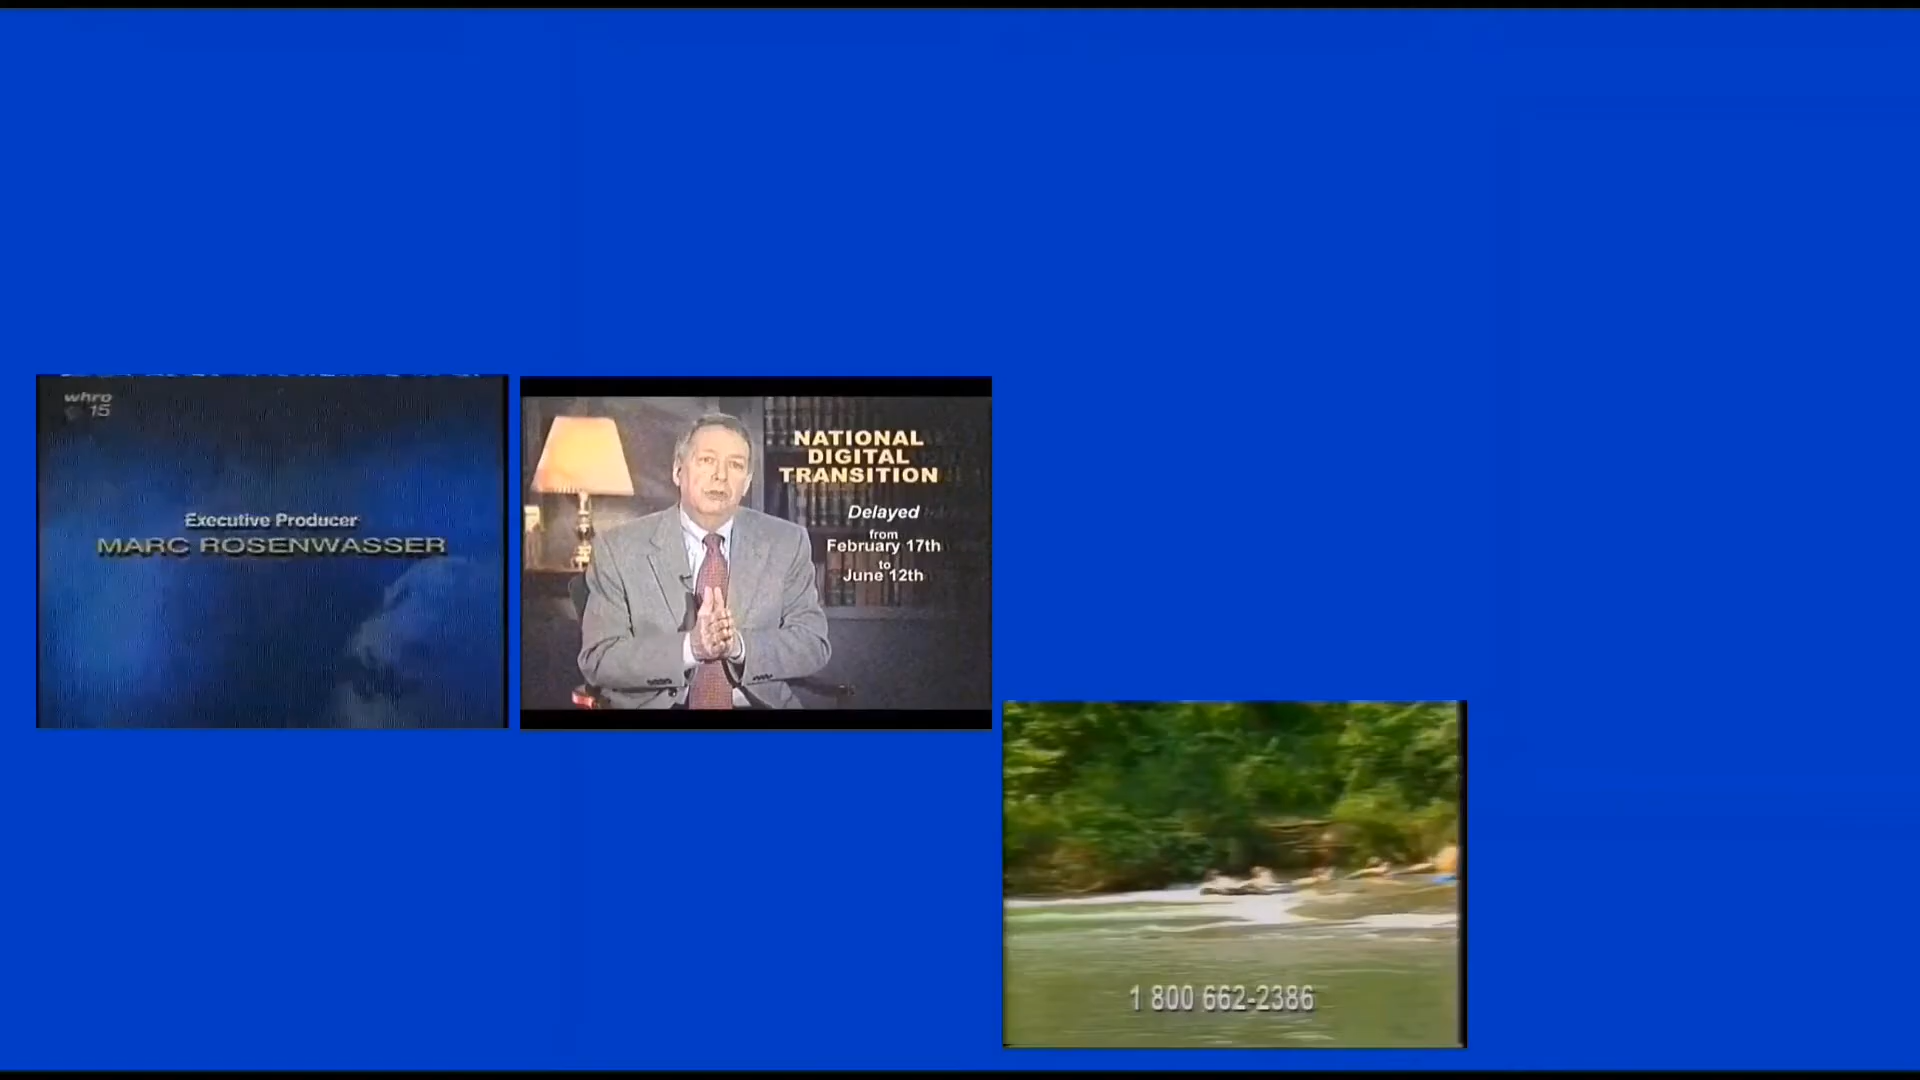 whro
15
Executive Producer
MARC ROSENWASSER
NATIONAL
DIGITAL
TRANSITION
Delayed
from
February 17th
to
June 12th
1 800 662-2386